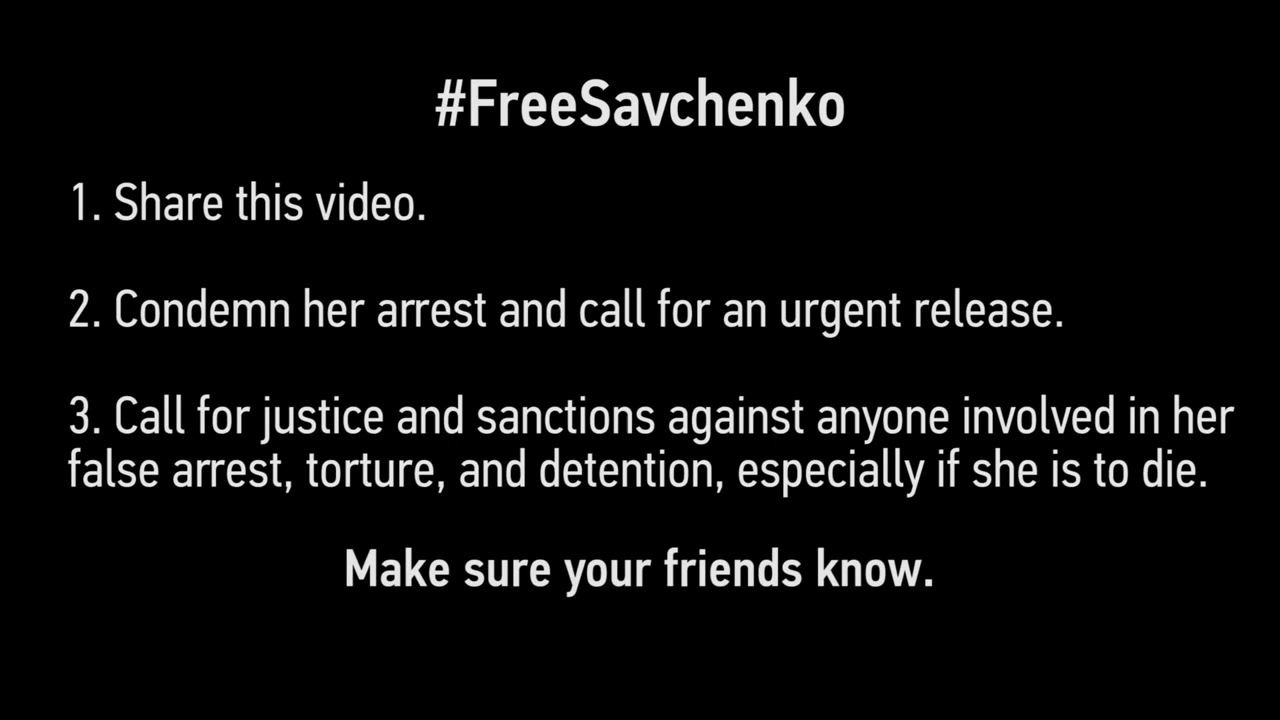 #FreeSavchenko
1. Share this video.
2. Condemn her arrest and call for an urgent release.
3. Call for justice and sanctions against anyone involved in her
false arrest, torture, and detention, especially if she is to die.
Make sure your friends know.